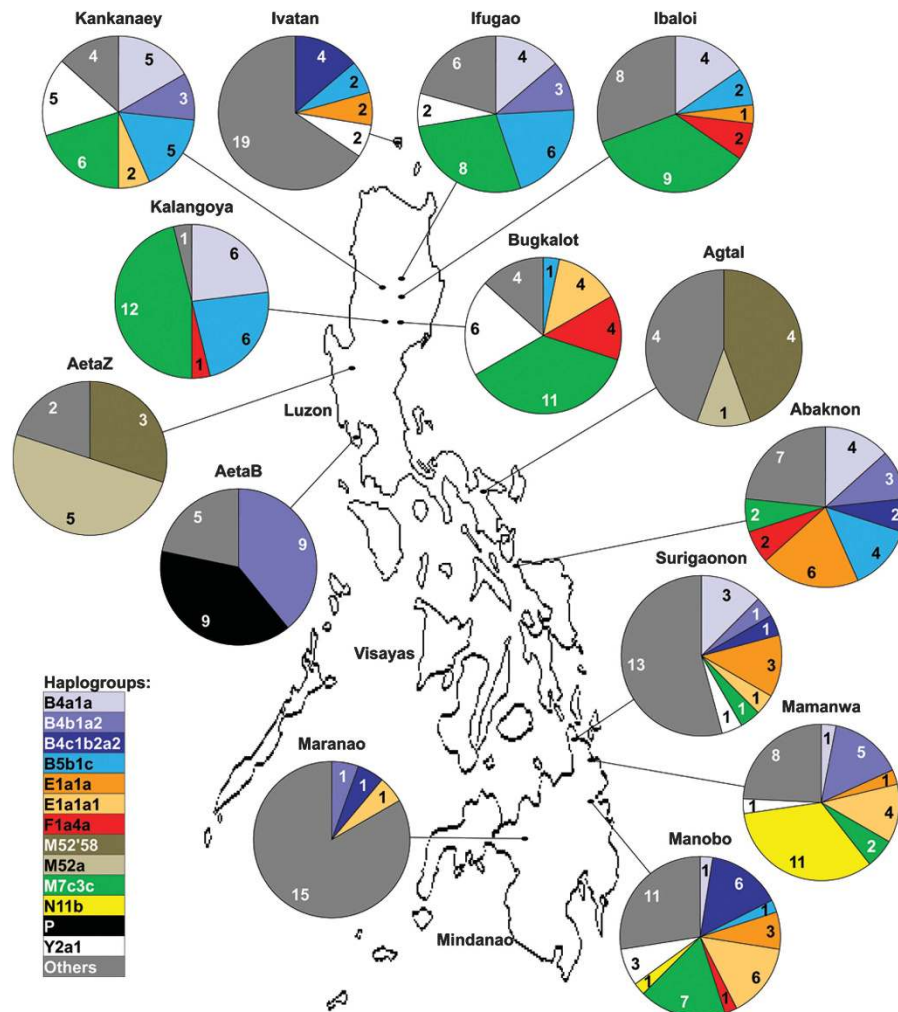 Kankanaey
4
5
5
3
6
2
5
Ivatan
4
2
2
2
19
Ifugao
6
4
2
3
8
6
Ibaloi
8
4
2
1
2
9
Kalangoya
1
6
12
1
6
Bugkalot
4
1
4
6
4
11
Agtal
4
4
1
AetaZ
2
3
5
Luzon
AetaB
5
9
9
Abaknon
7
4
3
2
2
2
4
6
Surigaonon
3
1
1
13
3
1
1
1
Visayas
Mamanwa
1
8
5
1
1
4
2
11
Haplogroups:
B4a1a
B4b1a2
B4c1b2a2
B5b1c
E1a1a
E1a1a1
F1a4a
M52'58
M52a
M7c3c
N11b
P
Y2a1
Others
Maranao
1
1
1
15
Manobo
1
11
6
1
3
3
6
1
7
1
Mindanao